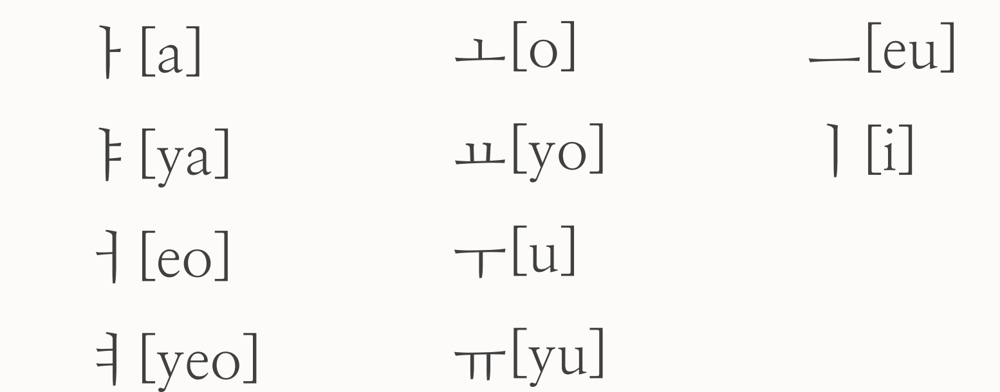 ㅏ [a] ㅗ[o] ㅡ[eu]
ㅑ [ya] ㅛ[yo] ㅣ [i]
ㅓ [eo] ㅜ[u]
ㅕ [yeo] ㅠ[yu]